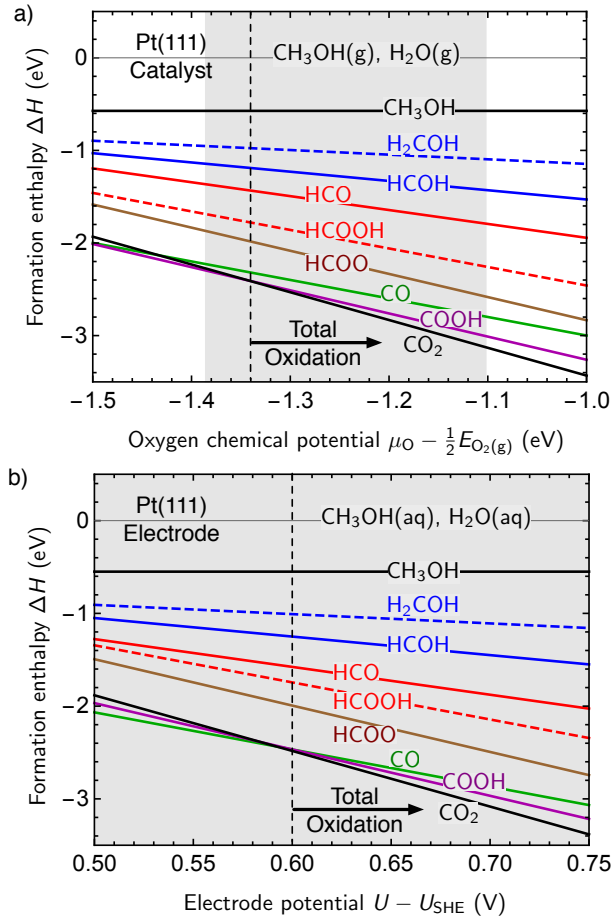 a)
Pt(111)
Catalyst
CH₃OH(g), H₂O(g)
CH₃OH
H₂COH
HCOH
HCO
HCOOH
HCOO
CO
COOH
CO₂
Total
Oxidation
Formation enthalpy ΔH (eV)
0
−1
−2
−3
−1.5 −1.4 −1.3 −1.2 −1.1 −1.0
Oxygen chemical potential μ_O − ½E_O₂(g) (eV)
b)
Pt(111)
Electrode
CH₃OH(aq), H₂O(aq)
CH₃OH
H₂COH
HCOH
HCO
HCOOH
HCOO
CO
COOH
CO₂
Total
Oxidation
Formation enthalpy ΔH (eV)
0
−1
−2
−3
0.50 0.55 0.60 0.65 0.70 0.75
Electrode potential U − U_SHE (V)